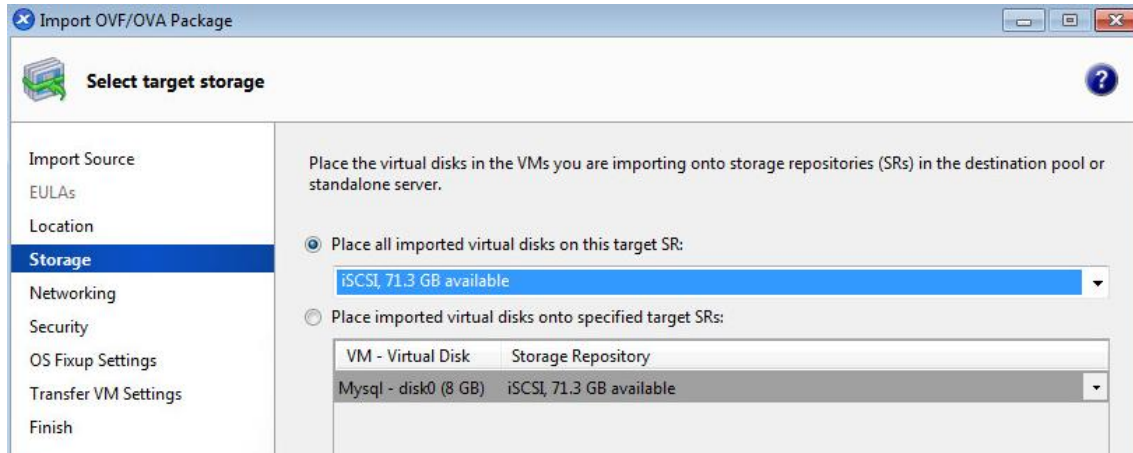 Import OVF/OVA Package
Select target storage
?
Import Source
EULAs
Location
Storage
Networking
Security
OS Fixup Settings
Transfer VM Settings
Finish
Place the virtual disks in the VMs you are importing onto storage repositories (SRs) in the destination pool or
standalone server.
Place all imported virtual disks on this target SR:
iSCSI, 71.3 GB available
Place imported virtual disks onto specified target SRs:
VM - Virtual Disk Storage Repository
Mysql - disk0 (8 GB) iSCSI, 71.3 GB available